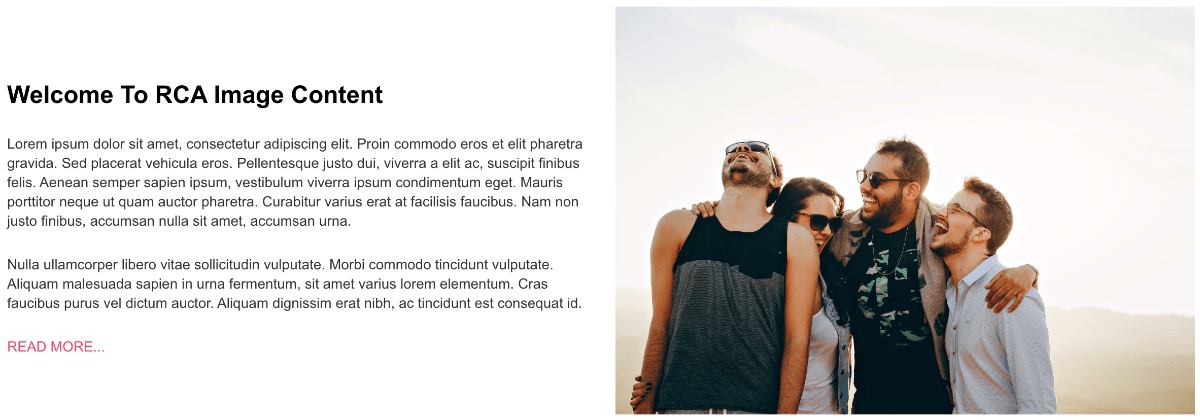 Welcome To RCA Image Content
Lorem ipsum dolor sit amet, consectetur adipiscing elit. Proin commodo eros et elit pharetra
gravida. Sed placerat vehicula eros. Pellentesque justo dui, viverra a elit ac, suscipit finibus
felis. Aenean semper sapien ipsum, vestibulum viverra ipsum condimentum eget. Mauris
porttitor neque ut quam auctor pharetra. Curabitur varius erat at facilisis faucibus. Nam non
justo finibus, accumsan nulla sit amet, accumsan urna.
Nulla ullamcorper libero vitae sollicitudin vulputate. Morbi commodo tincidunt vulputate.
Aliquam malesuada sapien in urna fermentum, sit amet varius lorem elementum. Cras
faucibus purus vel dictum auctor. Aliquam dignissim erat nibh, ac tincidunt est consequat id.
READ MORE...